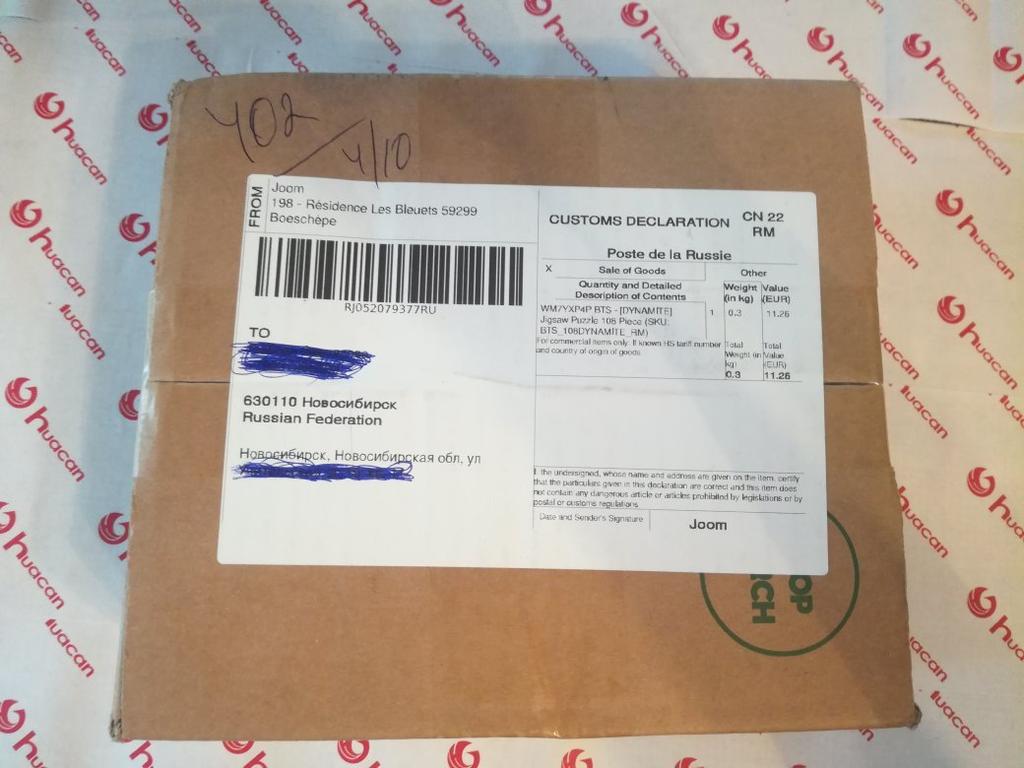 402
4/10
FROM
Joom
198 - Résidence Les Bleuets 59299
Boeschépe
RJ052079377RU
TO
630110 Новосибирск
Russian Federation
Новосибирск, Новосибирская обл, ул
CUSTOMS DECLARATION
CN 22
RM
Poste de la Russie
X Sale of Goods Other
Quantity and Detailed
Description of Contents
Weight
(in kg)
Value
(EUR)
WM7YXP4P BTS - [DYNAMITE]
Jigsaw Puzzle 108 Piece (SKU:
BTS_108DYNAMITE_RM)
1 0.3 11.26
For commercial items only. If known HS tariff number
and country of origin of goods
Total
Weight (in
kg)
0.3
Total
Value
(EUR)
11.26
I, the undersigned, whose name and address are given on the item, certify
that the particulars given in this declaration are correct and this item does
not contain any dangerous article or articles prohibited by legislations or by
postal or customs regulations
Date and Sender's Signature
Joom
OP
CH
huacan